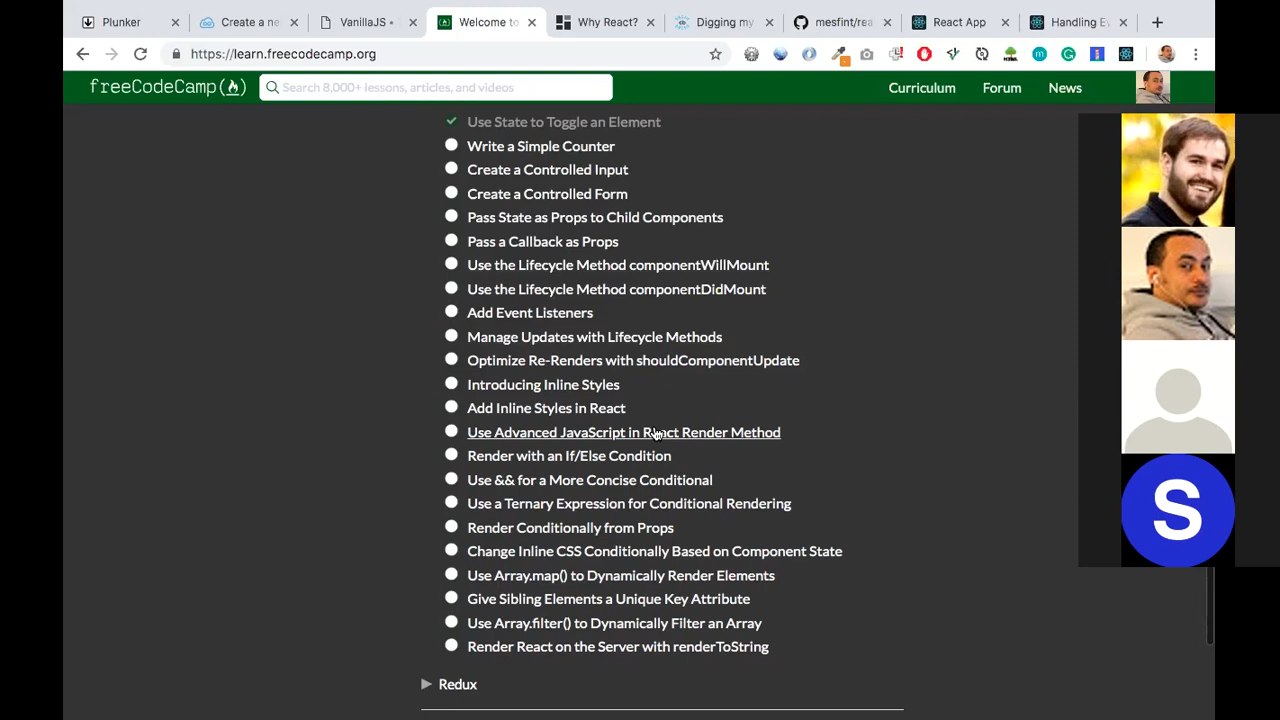 Plunker
Create a ne
VanillaJS •
Welcome to
Why React?
Digging my
mesfint/rea
React App
Handling Ev
https://learn.freecodecamp.org
freeCodeCamp
Search 8,000+ lessons, articles, and videos
Curriculum
Forum
News
Use State to Toggle an Element
Write a Simple Counter
Create a Controlled Input
Create a Controlled Form
Pass State as Props to Child Components
Pass a Callback as Props
Use the Lifecycle Method componentWillMount
Use the Lifecycle Method componentDidMount
Add Event Listeners
Manage Updates with Lifecycle Methods
Optimize Re-Renders with shouldComponentUpdate
Introducing Inline Styles
Add Inline Styles in React
Use Advanced JavaScript in React Render Method
Render with an If/Else Condition
Use && for a More Concise Conditional
Use a Ternary Expression for Conditional Rendering
Render Conditionally from Props
Change Inline CSS Conditionally Based on Component State
Use Array.map() to Dynamically Render Elements
Give Sibling Elements a Unique Key Attribute
Use Array.filter() to Dynamically Filter an Array
Render React on the Server with renderToString
Redux
S